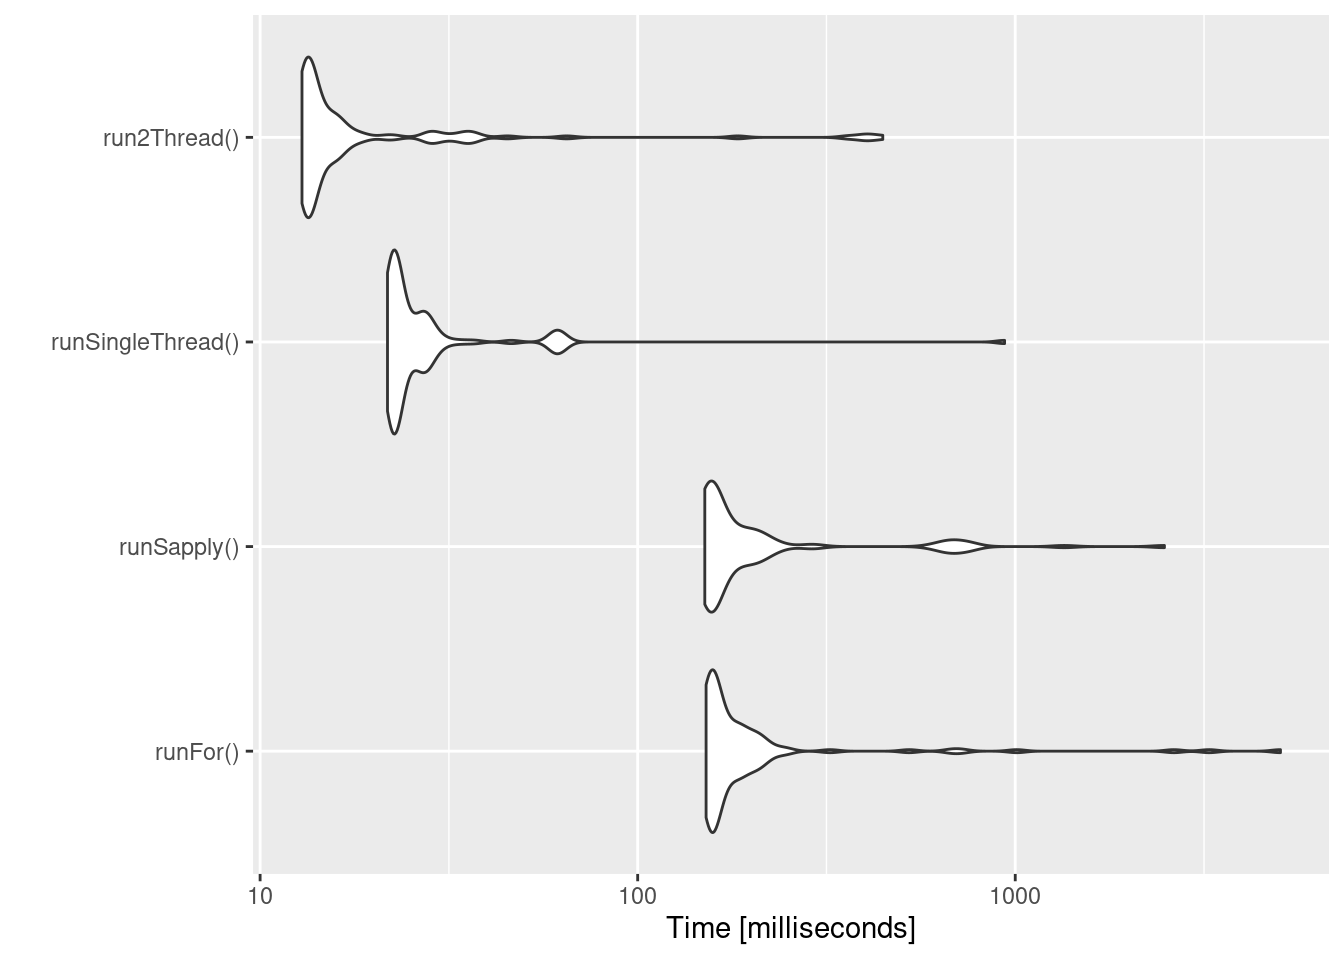 run2Thread()
runSingleThread()
runSapply()
runFor()
10 100 1000
Time [milliseconds]